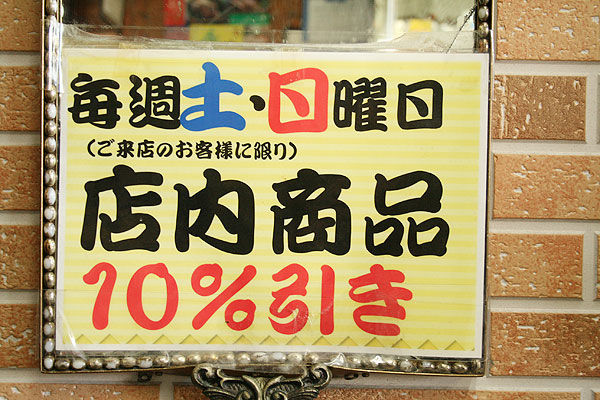 毎週土・日曜日
（ご来店のお客様に限り）
店内商品
10%引き